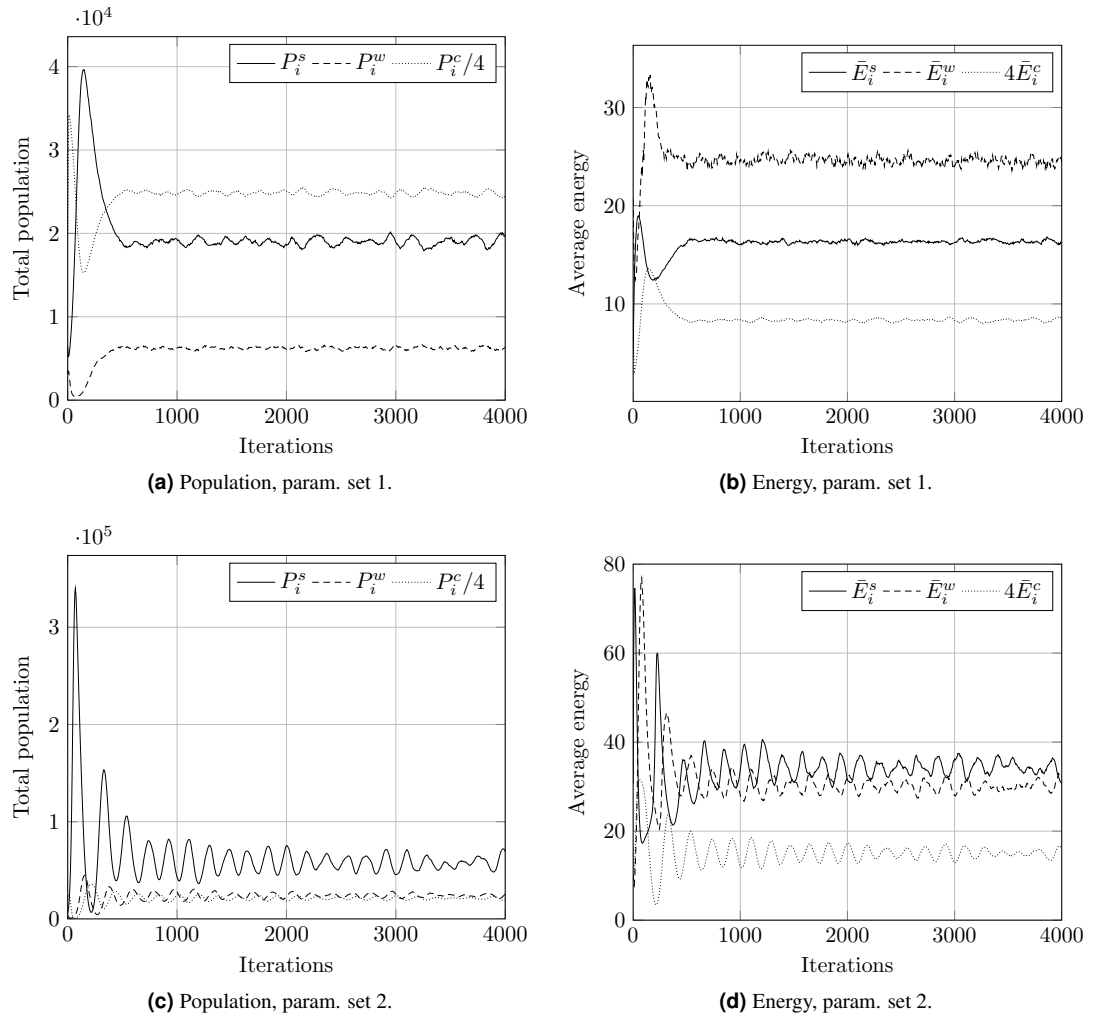 ·10^4
P_i^s P_i^w P_i^c/4
4
3
2
1
0
0 1000 2000 3000 4000
Total population
Iterations
(a) Population, param. set 1.
Ē_i^s Ē_i^w 4Ē_i^c
30
20
10
0 1000 2000 3000 4000
Average energy
Iterations
(b) Energy, param. set 1.
·10^5
P_i^s P_i^w P_i^c/4
3
2
1
0
0 1000 2000 3000 4000
Total population
Iterations
(c) Population, param. set 2.
Ē_i^s Ē_i^w 4Ē_i^c
80
60
40
20
0
0 1000 2000 3000 4000
Average energy
Iterations
(d) Energy, param. set 2.